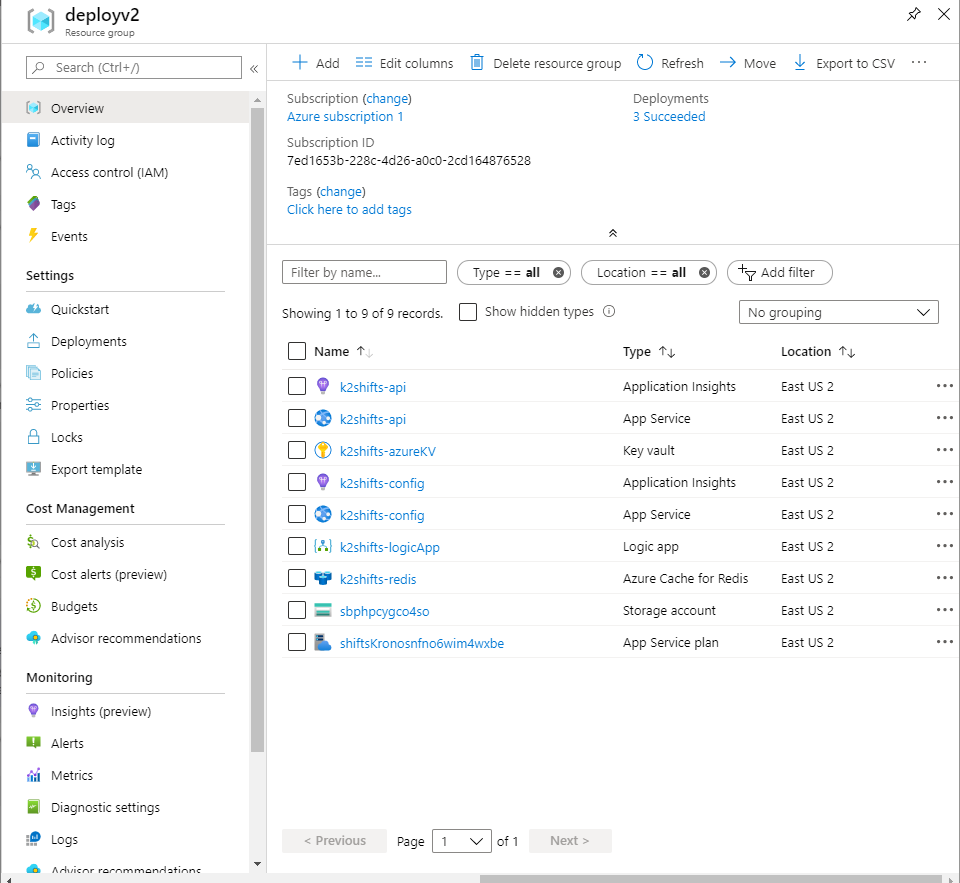 deployv2
Resource group
Search (Ctrl+/)
«
Overview
Activity log
Access control (IAM)
Tags
Events
Settings
Quickstart
Deployments
Policies
Properties
Locks
Export template
Cost Management
Cost analysis
Cost alerts (preview)
Budgets
Advisor recommendations
Monitoring
Insights (preview)
Alerts
Metrics
Diagnostic settings
Logs
Advisor recommendations
Add Edit columns Delete resource group Refresh Move Export to CSV ...
Subscription (change)
Azure subscription 1
Deployments
3 Succeeded
Subscription ID
7ed1653b-228c-4d26-a0c0-2cd164876528
Tags (change)
Click here to add tags
Filter by name... Type == all Location == all Add filter
Showing 1 to 9 of 9 records. Show hidden types No grouping
Name Type Location
k2shifts-api Application Insights East US 2
k2shifts-api App Service East US 2
k2shifts-azureKV Key vault East US 2
k2shifts-config Application Insights East US 2
k2shifts-config App Service East US 2
k2shifts-logicApp Logic app East US 2
k2shifts-redis Azure Cache for Redis East US 2
sbphpcygco4so Storage account East US 2
shiftsKronosnfno6wim4wxbe App Service plan East US 2
< Previous Page 1 of 1 Next >